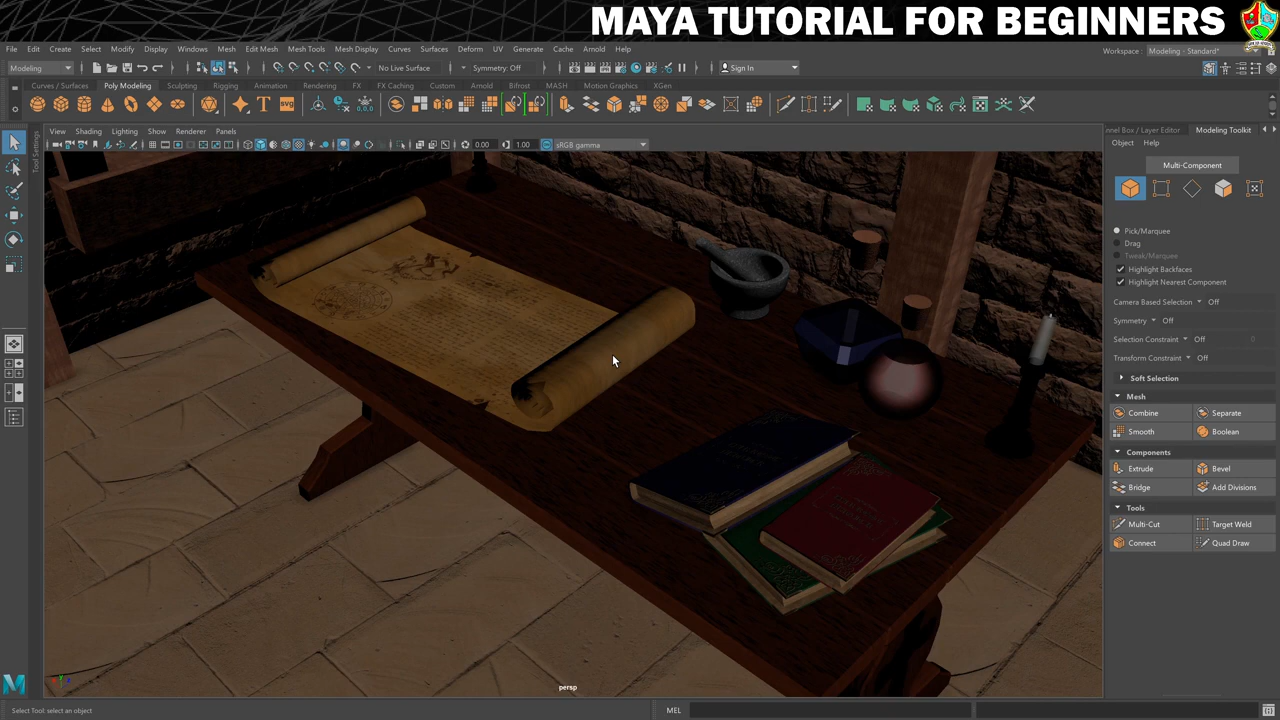 MAYA TUTORIAL FOR BEGINNERS
File Edit Create Select Modify Display Windows Mesh Edit Mesh Mesh Tools Mesh Display Curves Surfaces Deform UV Generate Cache Arnold Help
Workspace : Modeling - Standard*
Modeling No Live Surface Symmetry: Off Sign In
Curves / Surfaces Poly Modeling Sculpting Rigging Animation Rendering FX FX Caching Custom Arnold Bifrost MASH Motion Graphics XGen
View Shading Lighting Show Renderer Panels
0.00 1.00 sRGB gamma
Tool Settings
nnel Box / Layer Editor Modeling Toolkit
Object Help
Multi-Component
Pick/Marquee
Drag
Tweak/Marquee
Highlight Backfaces
Highlight Nearest Component
Camera Based Selection Off
Symmetry Off
Selection Constraint Off 0
Transform Constraint Off
Soft Selection
Mesh
Combine Separate
Smooth Boolean
Components
Extrude Bevel
Bridge Add Divisions
Tools
Multi-Cut Target Weld
Connect Quad Draw
persp
Select Tool: select an object
MEL